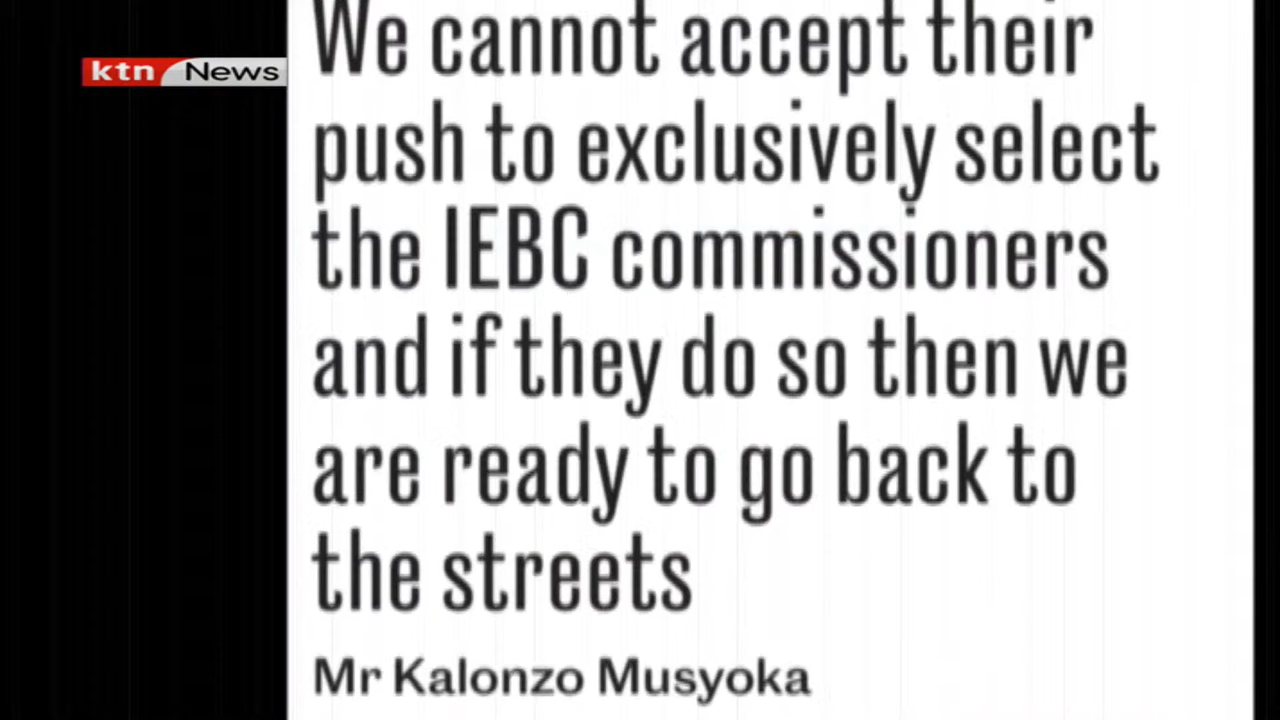 ktn News
We cannot accept their
push to exclusively select
the IEBC commissioners
and if they do so then we
are ready to go back to
the streets
Mr Kalonzo Musyoka